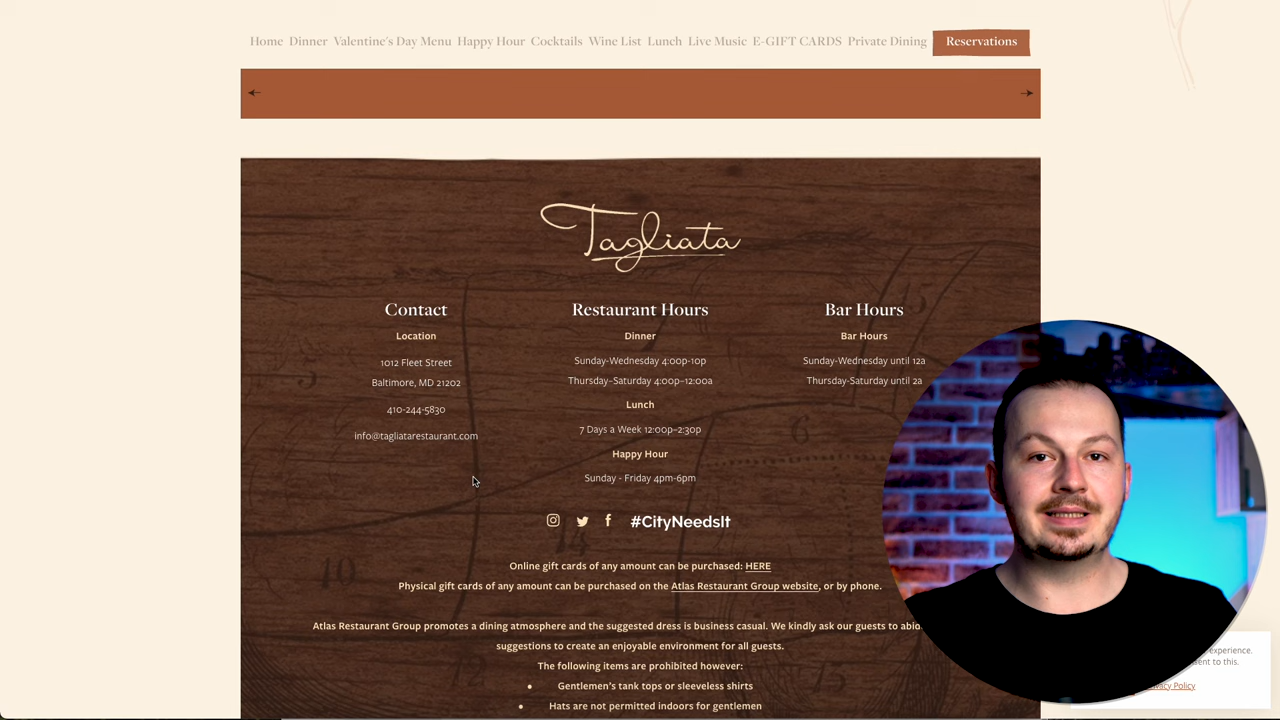 Home Dinner Valentine's Day Menu Happy Hour Cocktails Wine List Lunch Live Music E-GIFT CARDS Private Dining Reservations
Tagliata
Contact
Location
1012 Fleet Street
Baltimore, MD 21202
410-244-5830
info@tagliatarestaurant.com
Restaurant Hours
Dinner
Sunday-Wednesday 4:00p-10p
Thursday–Saturday 4:00p–12:00a
Lunch
7 Days a Week 12:00p–2:30p
Happy Hour
Sunday - Friday 4pm-6pm
Bar Hours
Bar Hours
Sunday-Wednesday until 12a
Thursday-Saturday until 2a
#CityNeedsIt
Online gift cards of any amount can be purchased: HERE
Physical gift cards of any amount can be purchased on the Atlas Restaurant Group website, or by phone.
Atlas Restaurant Group promotes a dining atmosphere and the suggested dress is business casual. We kindly ask our guests to
suggestions to create an enjoyable environment for all guests.
The following items are prohibited however:
• Gentlemen's tank tops or sleeveless shirts
• Hats are not permitted indoors for gentlemen
experience.
to this.
Policy